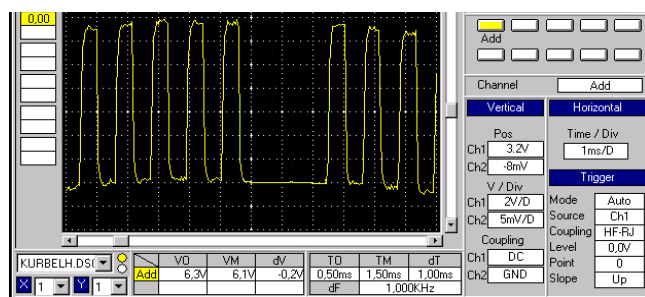 0,00
Add
Channel Add
Vertical Horizontal
Pos Time / Div
Ch1 3.2V 1ms/D
Ch2 -8mV
Trigger
V / Div
Ch1 2V/D Mode Auto
Ch2 5mV/D Source Ch1
Coupling HF-RJ
Coupling Level 0,0V
Ch1 DC Point 0
Ch2 GND Slope Up
KURBELH.DS(
VO VM dV TO TM dT
Add 6,3V 6,1V -0,2V 0,50ms 1,50ms 1,00ms
dF 1,000KHz
X 1 Y 1